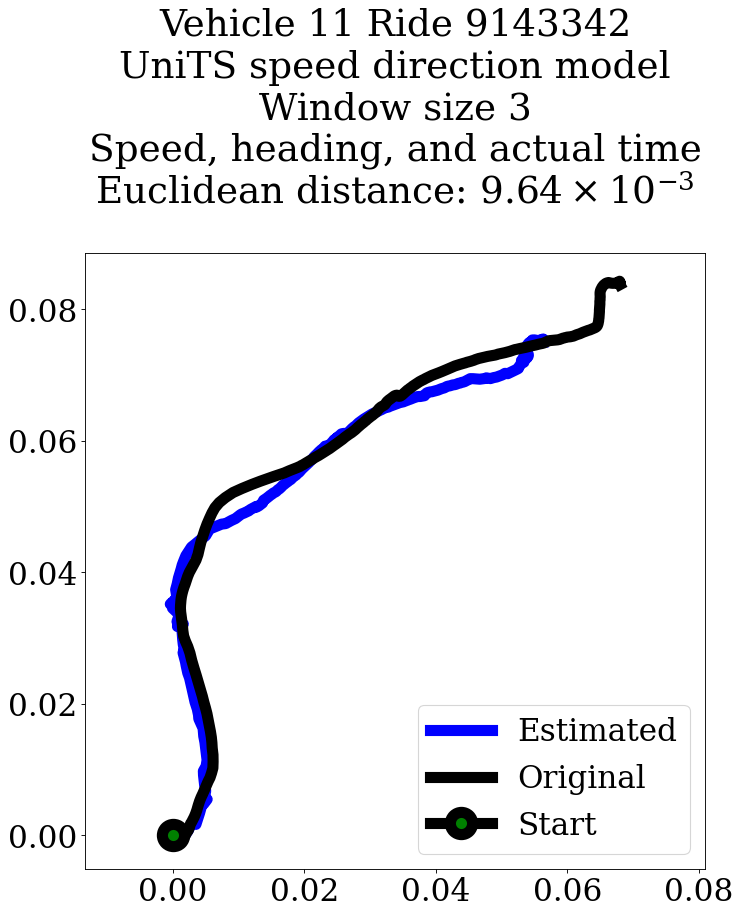 Vehicle 11 Ride 9143342
UniTS speed direction model
Window size 3
Speed, heading, and actual time
Euclidean distance: 9.64 × 10⁻³
0.08
0.06
0.04
0.02
0.00
Estimated
Original
Start
0.00 0.02 0.04 0.06 0.08